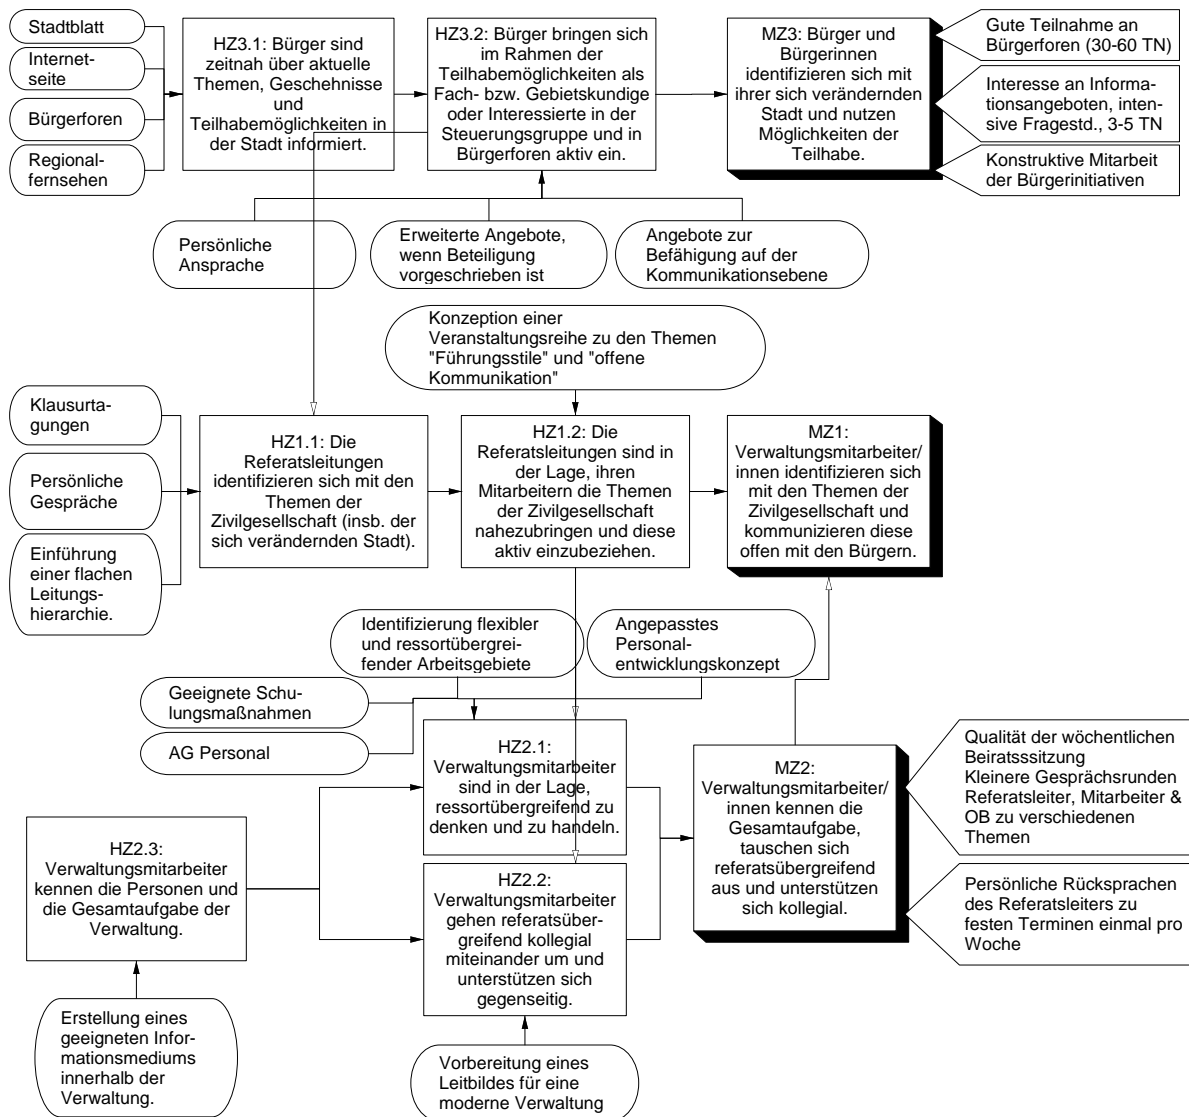 Stadtblatt
Internet-
seite
Bürgerforen
Regional-
fernsehen
HZ3.1: Bürger sind
zeitnah über aktuelle
Themen, Geschehnisse
und
Teilhabemöglichkeiten in
der Stadt informiert.
HZ3.2: Bürger bringen sich
im Rahmen der
Teilhabemöglichkeiten als
Fach- bzw. Gebietskundige
oder Interessierte in der
Steuerungsgruppe und in
Bürgerforen aktiv ein.
MZ3: Bürger und
Bürgerinnen
identifizieren sich mit
ihrer sich verändernden
Stadt und nutzen
Möglichkeiten der
Teilhabe.
Gute Teilnahme an
Bürgerforen (30-60 TN)
Interesse an Informa-
tionsangeboten, inten-
sive Fragestd., 3-5 TN
Konstruktive Mitarbeit
der Bürgerinitiativen
Persönliche
Ansprache
Erweiterte Angebote,
wenn Beteiligung
vorgeschrieben ist
Angebote zur
Befähigung auf der
Kommunikationsebene
Konzeption einer
Veranstaltungsreihe zu den Themen
"Führungsstile" und "offene
Kommunikation"
Klausurta-
gungen
Persönliche
Gespräche
Einführung
einer flachen
Leitungs-
hierarchie.
HZ1.1: Die
Referatsleitungen
identifizieren sich mit den
Themen der
Zivilgesellschaft (insb. der
sich verändernden Stadt).
HZ1.2: Die
Referatsleitungen sind in
der Lage, ihren
Mitarbeitern die Themen
der Zivilgesellschaft
nahezubringen und diese
aktiv einzubeziehen.
MZ1:
Verwaltungsmitarbeiter/
innen identifizieren sich
mit den Themen der
Zivilgesellschaft und
kommunizieren diese
offen mit den Bürgern.
Identifizierung flexibler
und ressortübergrei-
fender Arbeitsgebiete
Angepasstes
Personal-
entwicklungskonzept
Geeignete Schu-
lungsmaßnahmen
AG Personal
HZ2.1:
Verwaltungsmitarbeiter
sind in der Lage,
ressortübergreifend zu
denken und zu handeln.
MZ2:
Verwaltungsmitarbeiter/
innen kennen die
Gesamtaufgabe,
tauschen sich
referatsübergreifend
aus und unterstützen
sich kollegial.
Qualität der wöchentlichen
Beiratsssitzung
Kleinere Gesprächsrunden
Referatsleiter, Mitarbeiter &
OB zu verschiedenen
Themen
HZ2.3:
Verwaltungsmitarbeiter
kennen die Personen und
die Gesamtaufgabe der
Verwaltung.
HZ2.2:
Verwaltungsmitarbeiter
gehen referatsüber-
greifend kollegial
miteinander um und
unterstützen sich
gegenseitig.
Persönliche Rücksprachen
des Referatsleiters zu
festen Terminen einmal pro
Woche
Erstellung eines
geeigneten Infor-
mationsmediums
innerhalb der
Verwaltung.
Vorbereitung eines
Leitbildes für eine
moderne Verwaltung